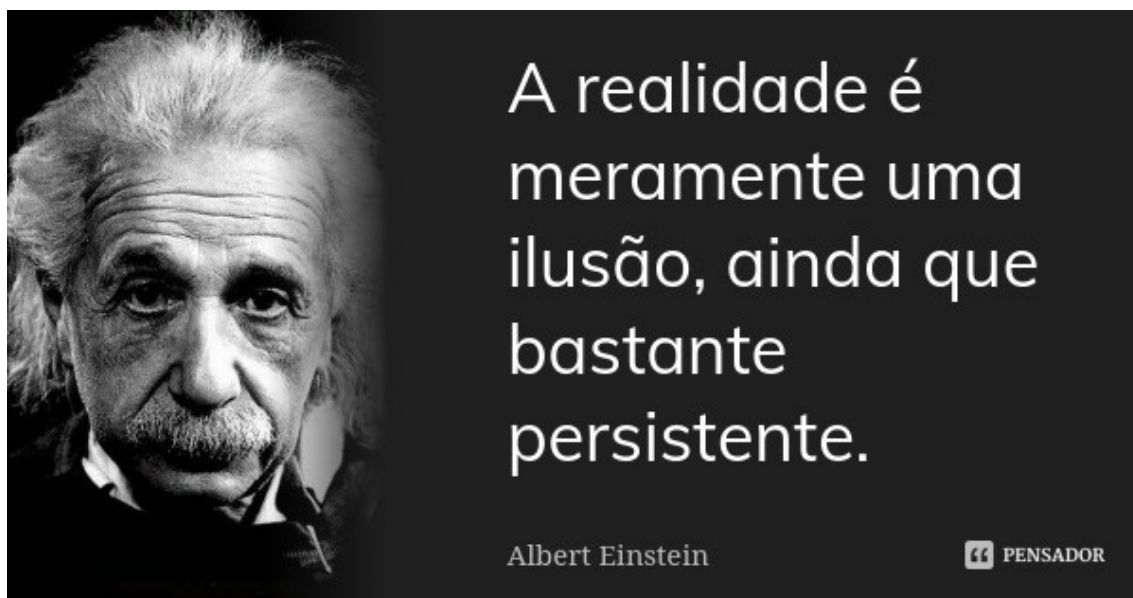 A realidade é
meramente uma
ilusão, ainda que
bastante
persistente.
Albert Einstein
PENSADOR